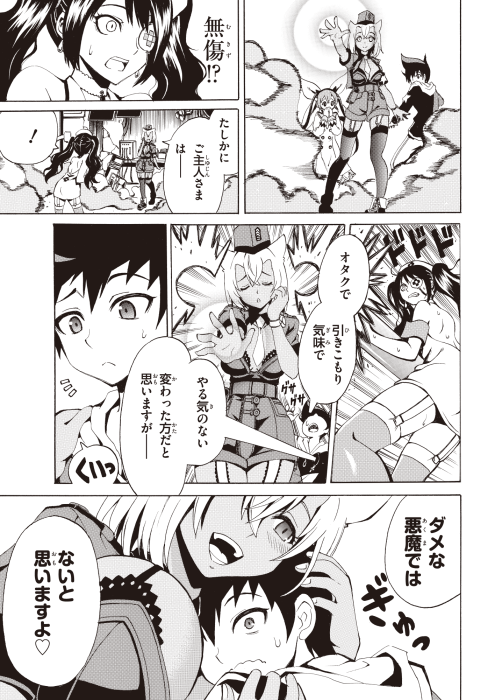 無傷!?
たしかに
ご主人さま
は――
!
ドドドド
オタクで
引きこもり
気味で
グサ
グサ
やる気のない
変わった方だと
思いますが――
くいっ
ダメな
悪魔では
ぎゅっ
ないと
思いますよ♡